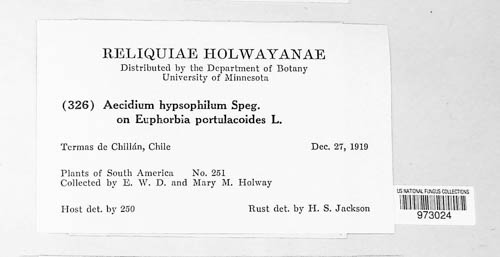 RELIQUIAE HOLWAYANAE
Distributed by the Department of Botany
University of Minnesota
(326) Aecidium hypsophilum Speg.
on Euphorbia portulacoides L.
Termas de Chillán, Chile Dec. 27, 1919
Plants of South America No. 251
Collected by E. W. D. and Mary M. Holway
Host det. by 250 Rust det. by H. S. Jackson
US NATIONAL FUNGUS COLLECTIONS
973024